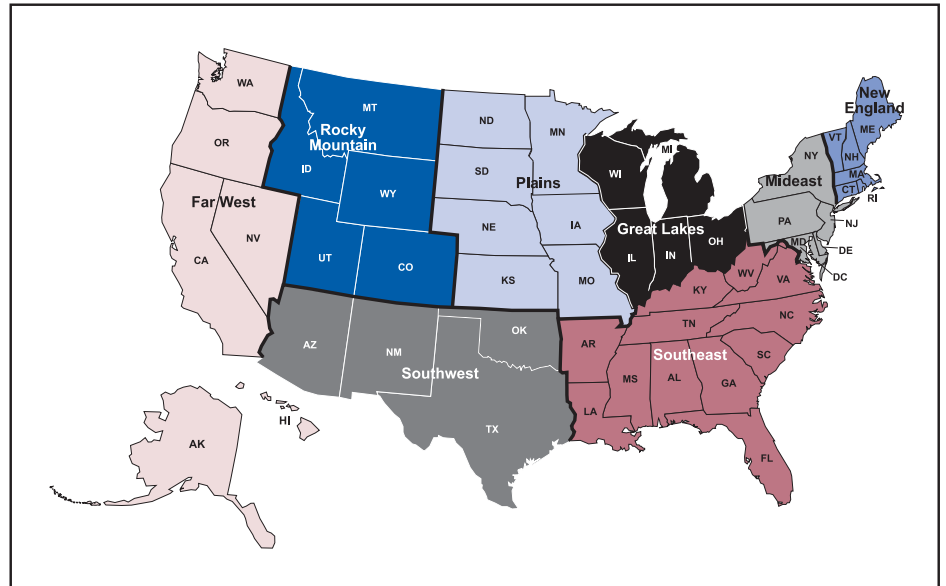 New
England
WA
MT
ND
MN
ME
VT
OR
Rocky
Mountain
NY
NH
MI
ID
SD
WI
MA
WY
Plains
Mideast
CT
RI
Far West
NV
NE
IA
PA
NJ
Great Lakes
OH
MD
DE
CA
UT
CO
KS
MO
IL
IN
WV
VA
DC
KY
NC
TN
AZ
NM
OK
AR
Southeast
SC
Southwest
MS
AL
GA
LA
HI
TX
AK
FL